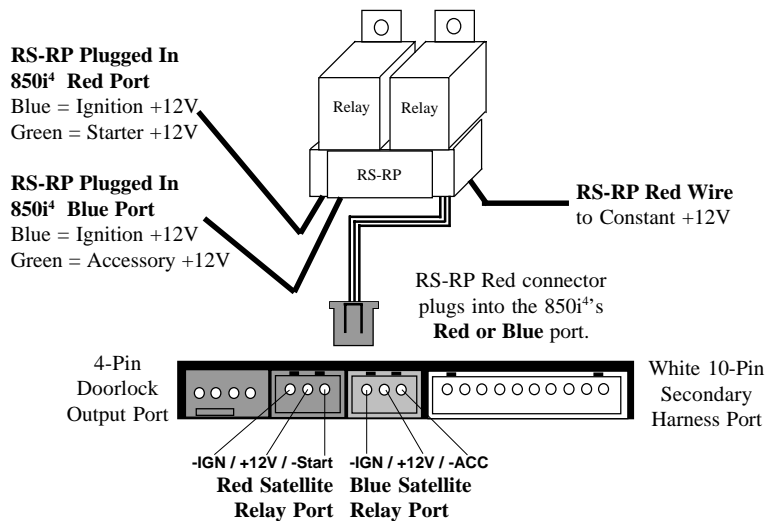 RS-RP Plugged In
850i⁴ Red Port
Blue = Ignition +12V
Green = Starter +12V
Relay
Relay
RS-RP
RS-RP Plugged In
850i⁴ Blue Port
Blue = Ignition +12V
Green = Accessory +12V
RS-RP Red Wire
to Constant +12V
RS-RP Red connector
plugs into the 850i⁴'s
Red or Blue port.
4-Pin
Doorlock
Output Port
White 10-Pin
Secondary
Harness Port
-IGN / +12V / -Start
Red Satellite
Relay Port
-IGN / +12V / -ACC
Blue Satellite
Relay Port